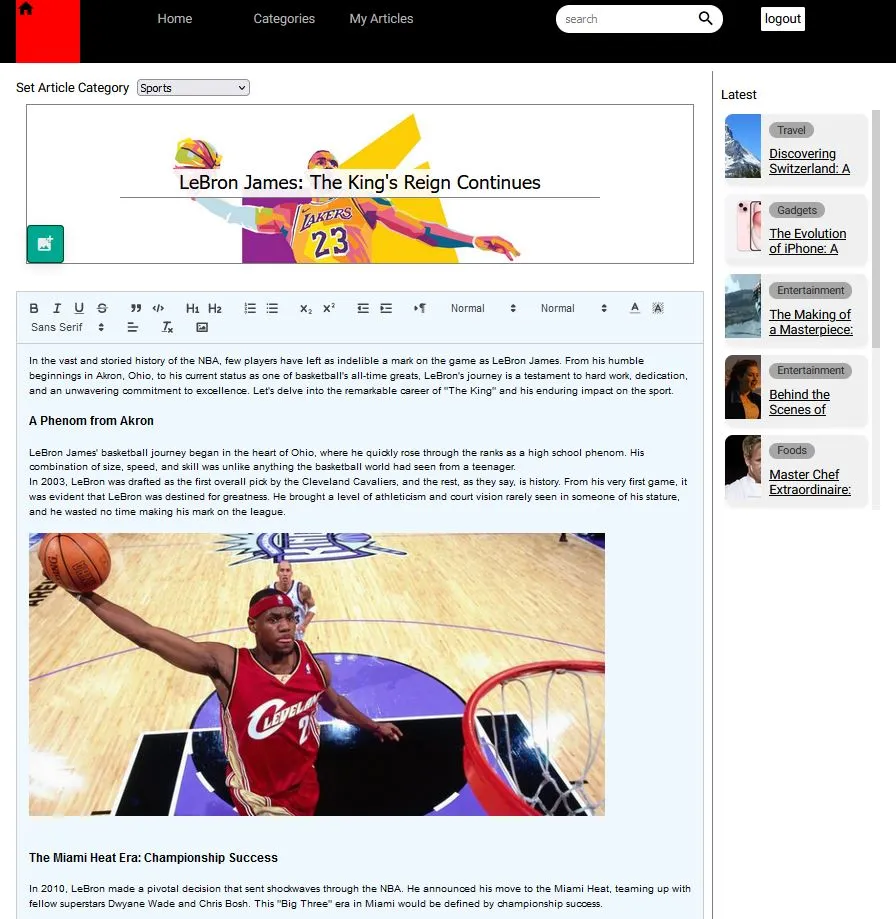 Home
Categories
My Articles
search
logout
Set Article Category
Sports
LeBron James: The King's Reign Continues
LAKERS
23
H1 H2
X2 X2
Normal
Normal
A
A
Sans Serif
In the vast and storied history of the NBA, few players have left as indelible a mark on the game as LeBron James. From his humble
beginnings in Akron, Ohio, to his current status as one of basketball's all-time greats, LeBron's journey is a testament to hard work, dedication,
and an unwavering commitment to excellence. Let's delve into the remarkable career of "The King" and his enduring impact on the sport.
A Phenom from Akron
LeBron James' basketball journey began in the heart of Ohio, where he quickly rose through the ranks as a high school phenom. His
combination of size, speed, and skill was unlike anything the basketball world had seen from a teenager.
In 2003, LeBron was drafted as the first overall pick by the Cleveland Cavaliers, and the rest, as they say, is history. From his very first game, it
was evident that LeBron was destined for greatness. He brought a level of athleticism and court vision rarely seen in someone of his stature,
and he wasted no time making his mark on the league.
CLEVELAND
The Miami Heat Era: Championship Success
In 2010, LeBron made a pivotal decision that sent shockwaves through the NBA. He announced his move to the Miami Heat, teaming up with
fellow superstars Dwyane Wade and Chris Bosh. This "Big Three" era in Miami would be defined by championship success.
Latest
Travel
Discovering
Switzerland: A
Gadgets
The Evolution
of iPhone: A
Entertainment
The Making of
a Masterpiece:
Entertainment
Behind the
Scenes of
Foods
Master Chef
Extraordinaire: